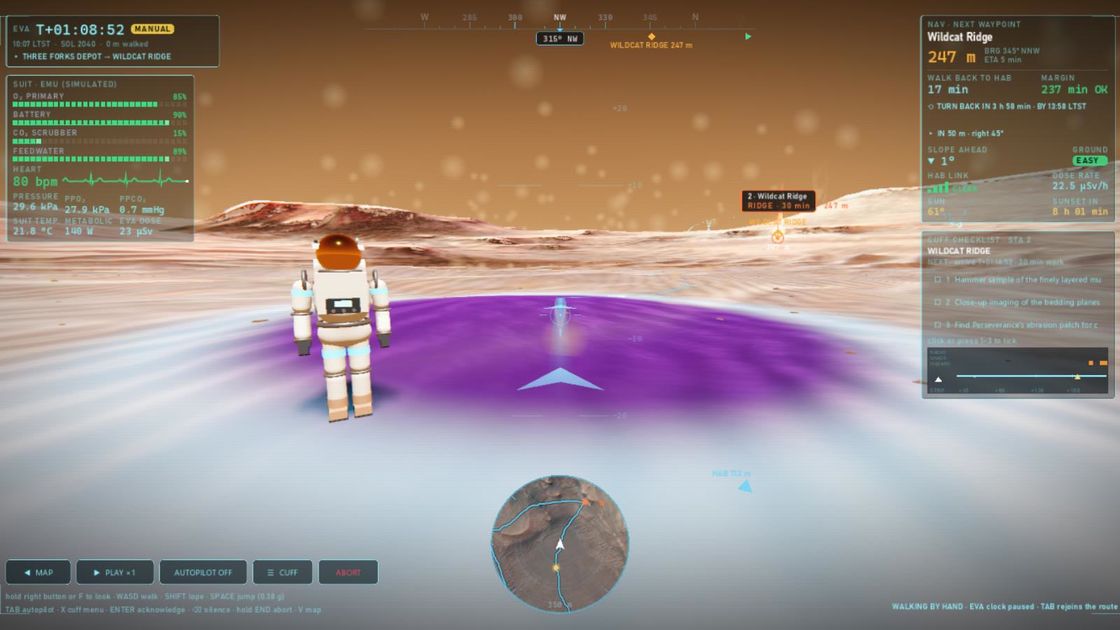 EVA T+01:08:52 MANUAL
10:07 LTST · SOL 2040 · 0 m walked
• THREE FORKS DEPOT → WILDCAT RIDGE
SUIT · EMU (SIMULATED)
O₂ PRIMARY 85%
BATTERY 90%
CO₂ SCRUBBER 15%
FEEDWATER 89%
HEART
80 bpm
PRESSURE PPO₂ PPCO₂
29.6 kPa 27.9 kPa 0.7 mmHg
SUIT TEMP METABOLIC EVA DOSE
21.8 °C 140 W 23 µSv
W 285 300 NW 330 345 N
315° NW
WILDCAT RIDGE 247 m
+20
+10
-10
-20
2 · Wildcat Ridge
RIDGE · 30 min
247 m
HAB 713 m
NAV · NEXT WAYPOINT
Wildcat Ridge
247 m BRG 345° NNW
ETA 5 min
WALK BACK TO HAB MARGIN
17 min 237 min OK
TURN BACK IN 3 h 58 min · BY 13:58 LTST
• IN 50 m · right 45°
SLOPE AHEAD GROUND
▼ 1° EASY
HAB LINK DOSE RATE
22.5 µSv/h
SUN SUNSET IN
61° 8 h 01 min
CUFF CHECKLIST · STA 2
WILDCAT RIDGE
1 Hammer sample of the finely layered mu
2 Close-up imaging of the bedding planes
3 Find Perseverance's abrasion patch for c
click or press 1-3 to tick
350 m
◀ MAP
▶ PLAY ×1
AUTOPILOT OFF
☰ CUFF
ABORT
hold right button or F to look · WASD walk · SHIFT lope · SPACE jump (0.38 g)
TAB autopilot · X cuff menu · ENTER acknowledge · ⌫ silence · hold END abort · V map
WALKING BY HAND · EVA clock paused · TAB rejoins the route